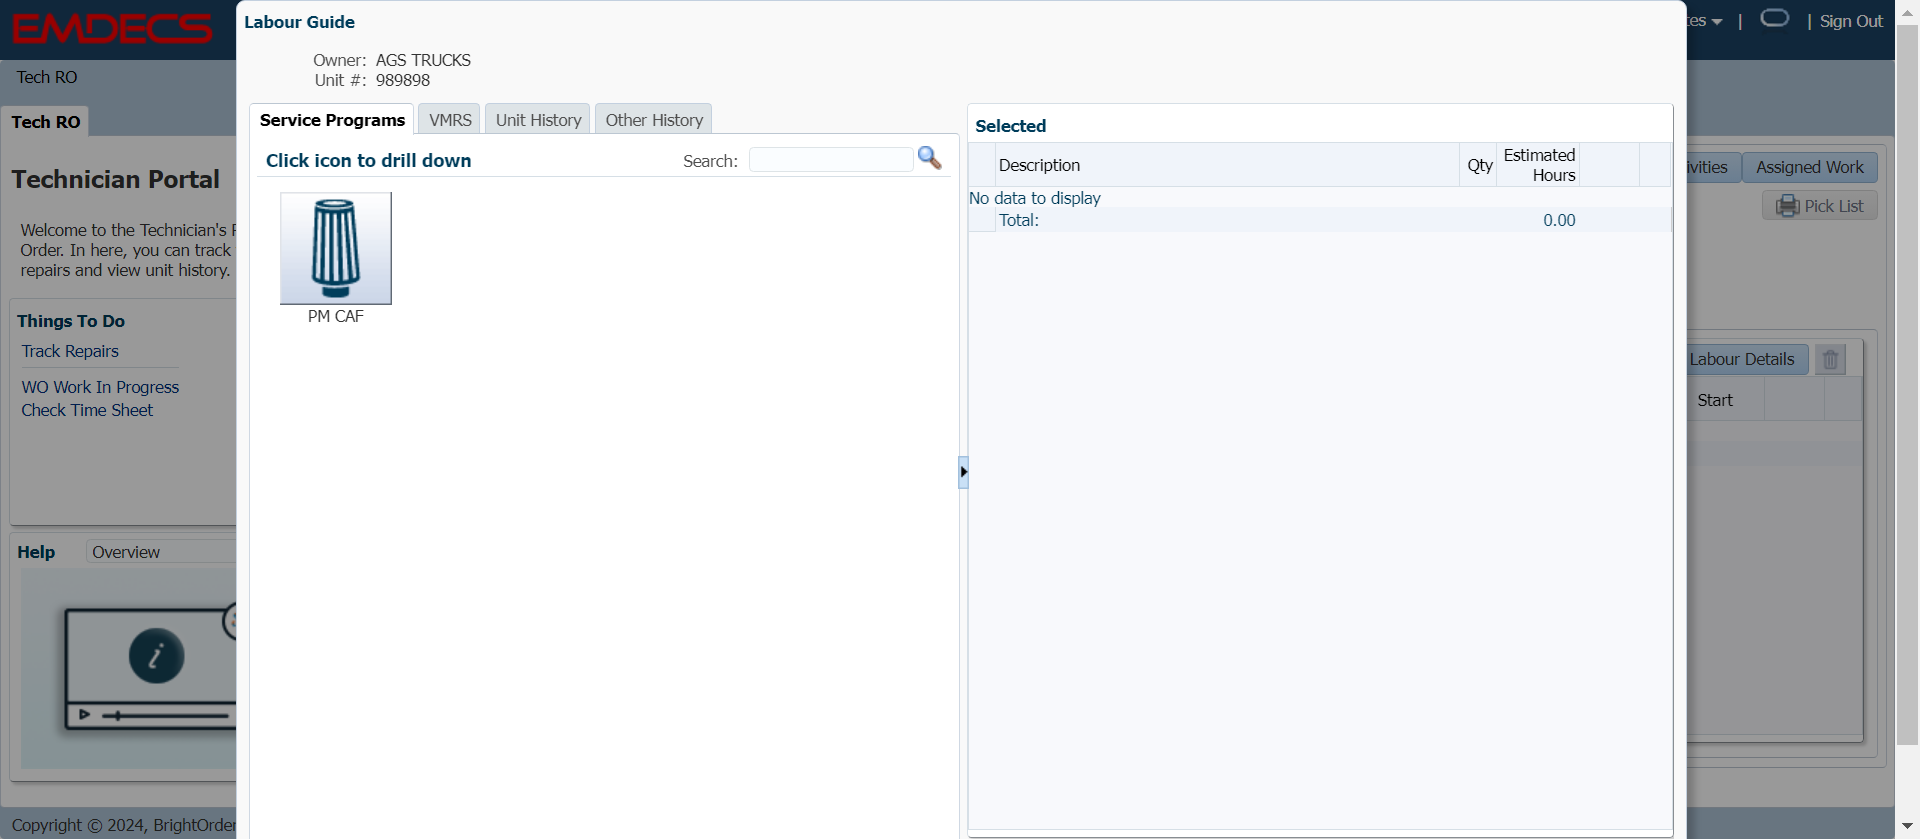 EMDECS
Labour Guide
tes
|
| Sign Out
Owner: AGS TRUCKS
Unit #: 989898
Tech RO
Tech RO
Service Programs
VMRS
Unit History
Other History
Click icon to drill down
Search:
PM CAF
Selected
Description
Qty
Estimated
Hours
No data to display
Total:
0.00
Technician Portal
Welcome to the Technician's
Order. In here, you can track
repairs and view unit history.
Things To Do
Track Repairs
WO Work In Progress
Check Time Sheet
Help
Overview
i
ivities
Assigned Work
Pick List
Labour Details
Start
Copyright © 2024, BrightOrder